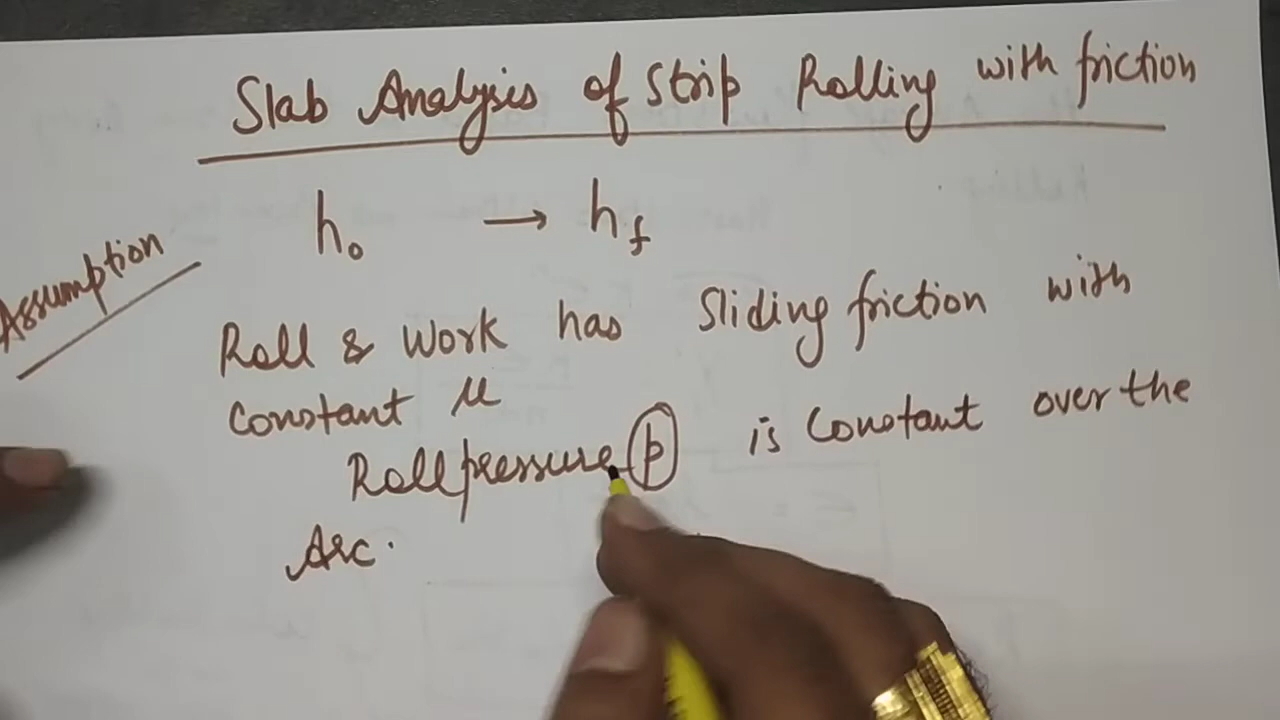 Slab Analysis of Strip Rolling with friction
h₀ → h_f
Assumption
Roll & Work has Sliding friction with
Constant μ
Roll pressure p is Constant over the
Arc.